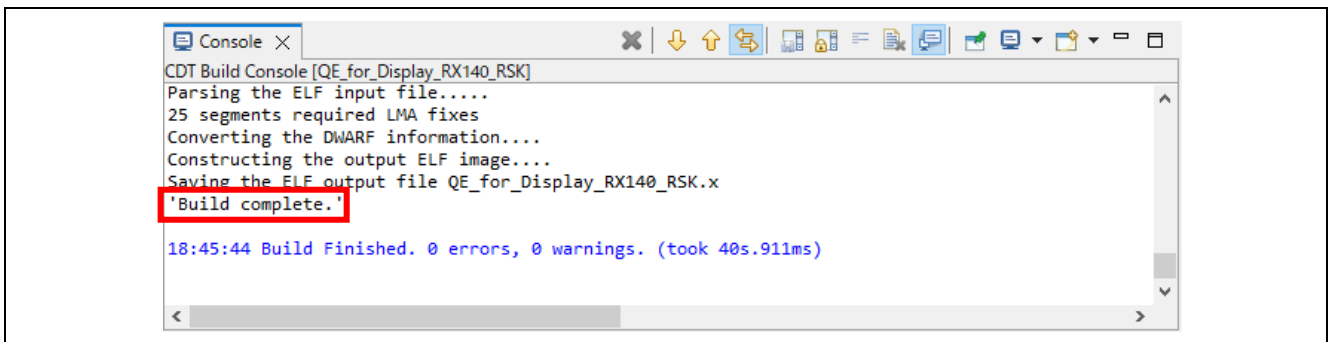 Console
CDT Build Console [QE_for_Display_RX140_RSK]
Parsing the ELF input file.....
25 segments required LMA fixes
Converting the DWARF information....
Constructing the output ELF image....
Saving the ELF output file QE_for_Display_RX140_RSK.x
'Build complete.'
18:45:44 Build Finished. 0 errors, 0 warnings. (took 40s.911ms)